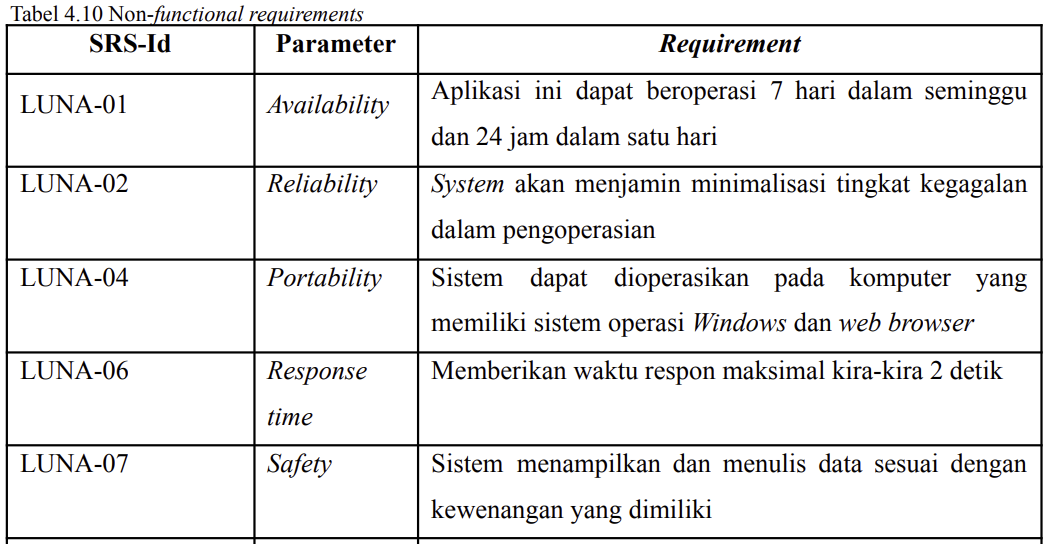 Tabel 4.10 Non-functional requirements
SRS-Id Parameter Requirement
LUNA-01 Availability Aplikasi ini dapat beroperasi 7 hari dalam seminggu
dan 24 jam dalam satu hari
LUNA-02 Reliability System akan menjamin minimalisasi tingkat kegagalan
dalam pengoperasian
LUNA-04 Portability Sistem dapat dioperasikan pada komputer yang
memiliki sistem operasi Windows dan web browser
LUNA-06 Response Memberikan waktu respon maksimal kira-kira 2 detik
time
LUNA-07 Safety Sistem menampilkan dan menulis data sesuai dengan
kewenangan yang dimiliki